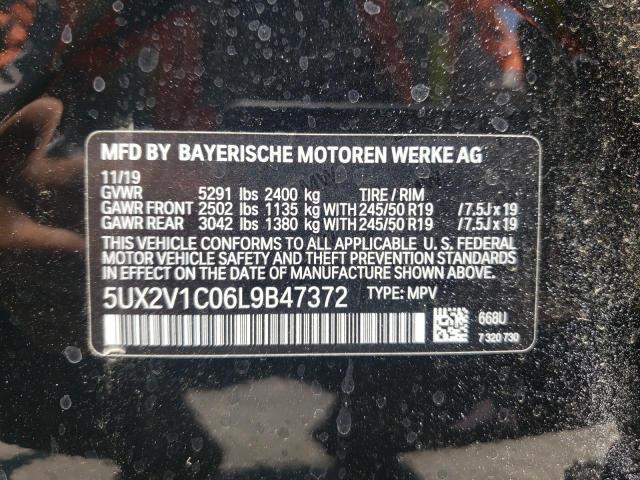 MFD BY BAYERISCHE MOTOREN WERKE AG
11/19
GVWR 5291 lbs 2400 kg TIRE / RIM
GAWR FRONT 2502 lbs 1135 kg WITH 245/50 R19 / 7.5J x 19
GAWR REAR 3042 lbs 1380 kg WITH 245/50 R19 / 7.5J x 19
THIS VEHICLE CONFORMS TO ALL APPLICABLE U. S. FEDERAL
MOTOR VEHICLE SAFETY, BUMPER, AND THEFT PREVENTION
STANDARDS IN EFFECT ON THE DATE OF MANUFACTURE SHOWN ABOVE.
5UX2V1C06L9B47372 TYPE: MPV
668U
7 320 730